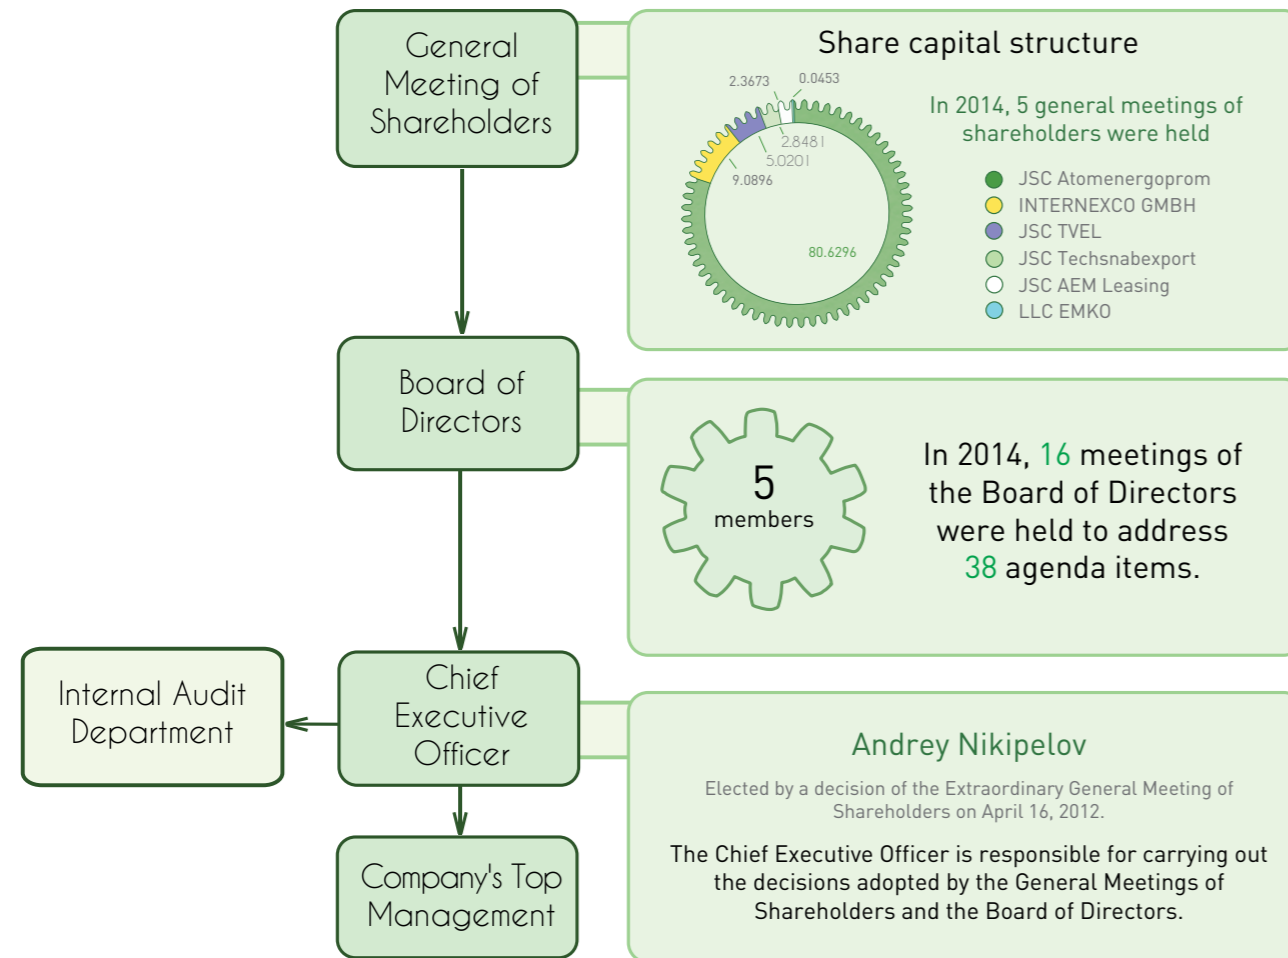 General
Meeting of
Shareholders
Share capital structure
2.3673
0.0453
2.8481
5.0201
9.0896
80.6296
In 2014, 5 general meetings of
shareholders were held
JSC Atomenergoprom
INTERNEXCO GMBH
JSC TVEL
JSC Techsnabexport
JSC AEM Leasing
LLC EMKO
Board of
Directors
5
members
In 2014, 16 meetings of
the Board of Directors
were held to address
38 agenda items.
Internal Audit
Department
Chief
Executive
Officer
Andrey Nikipelov
Elected by a decision of the Extraordinary General Meeting of
Shareholders on April 16, 2012.
The Chief Executive Officer is responsible for carrying out
the decisions adopted by the General Meetings of
Shareholders and the Board of Directors.
Company's Top
Management